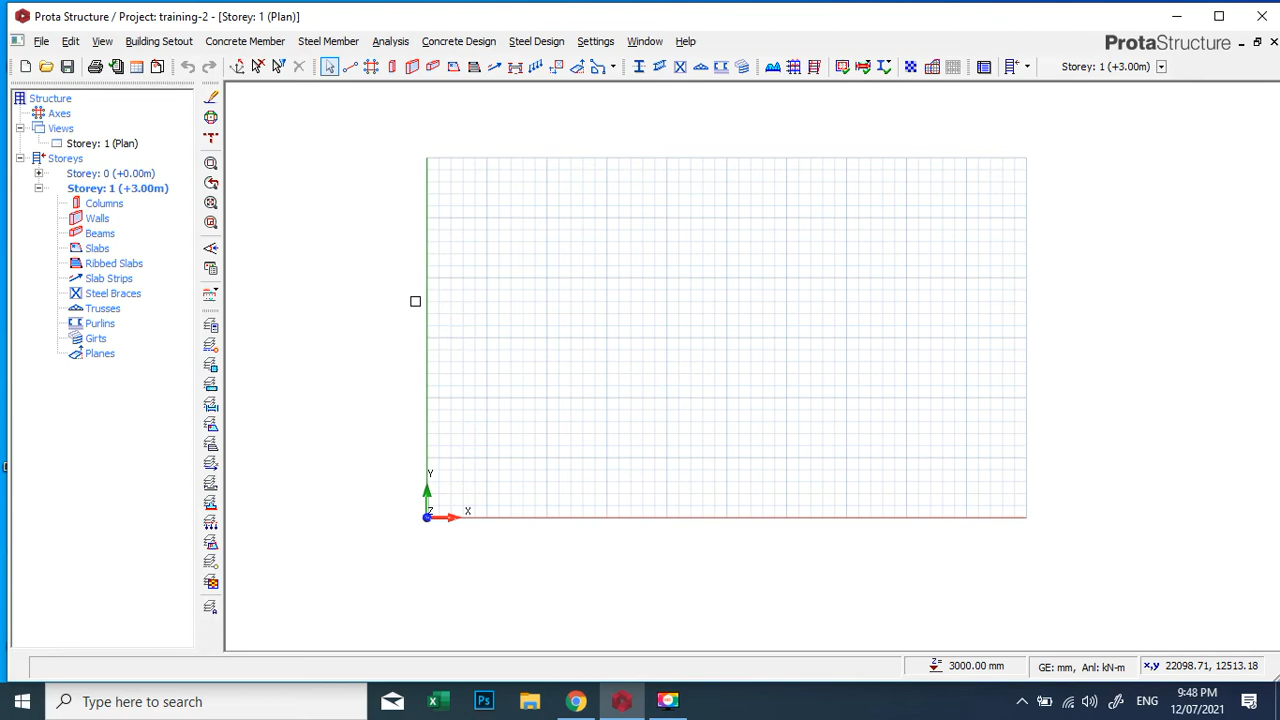 Prota Structure / Project: training-2 - [Storey: 1 (Plan)]
File Edit View Building Setout Concrete Member Steel Member Analysis Concrete Design Steel Design Settings Window Help
ProtaStructure
Storey: 1 (+3.00m)
Structure
Axes
Views
Storey: 1 (Plan)
Storeys
Storey: 0 (+0.00m)
Storey: 1 (+3.00m)
Columns
Walls
Beams
Slabs
Ribbed Slabs
Slab Strips
Steel Braces
Trusses
Purlins
Girts
Planes
Y
Z
X
Z= 3000.00 mm
GE: mm, Anl: kN-m
x,y 22098.71, 12513.18
Type here to search
ENG
9:48 PM
12/07/2021